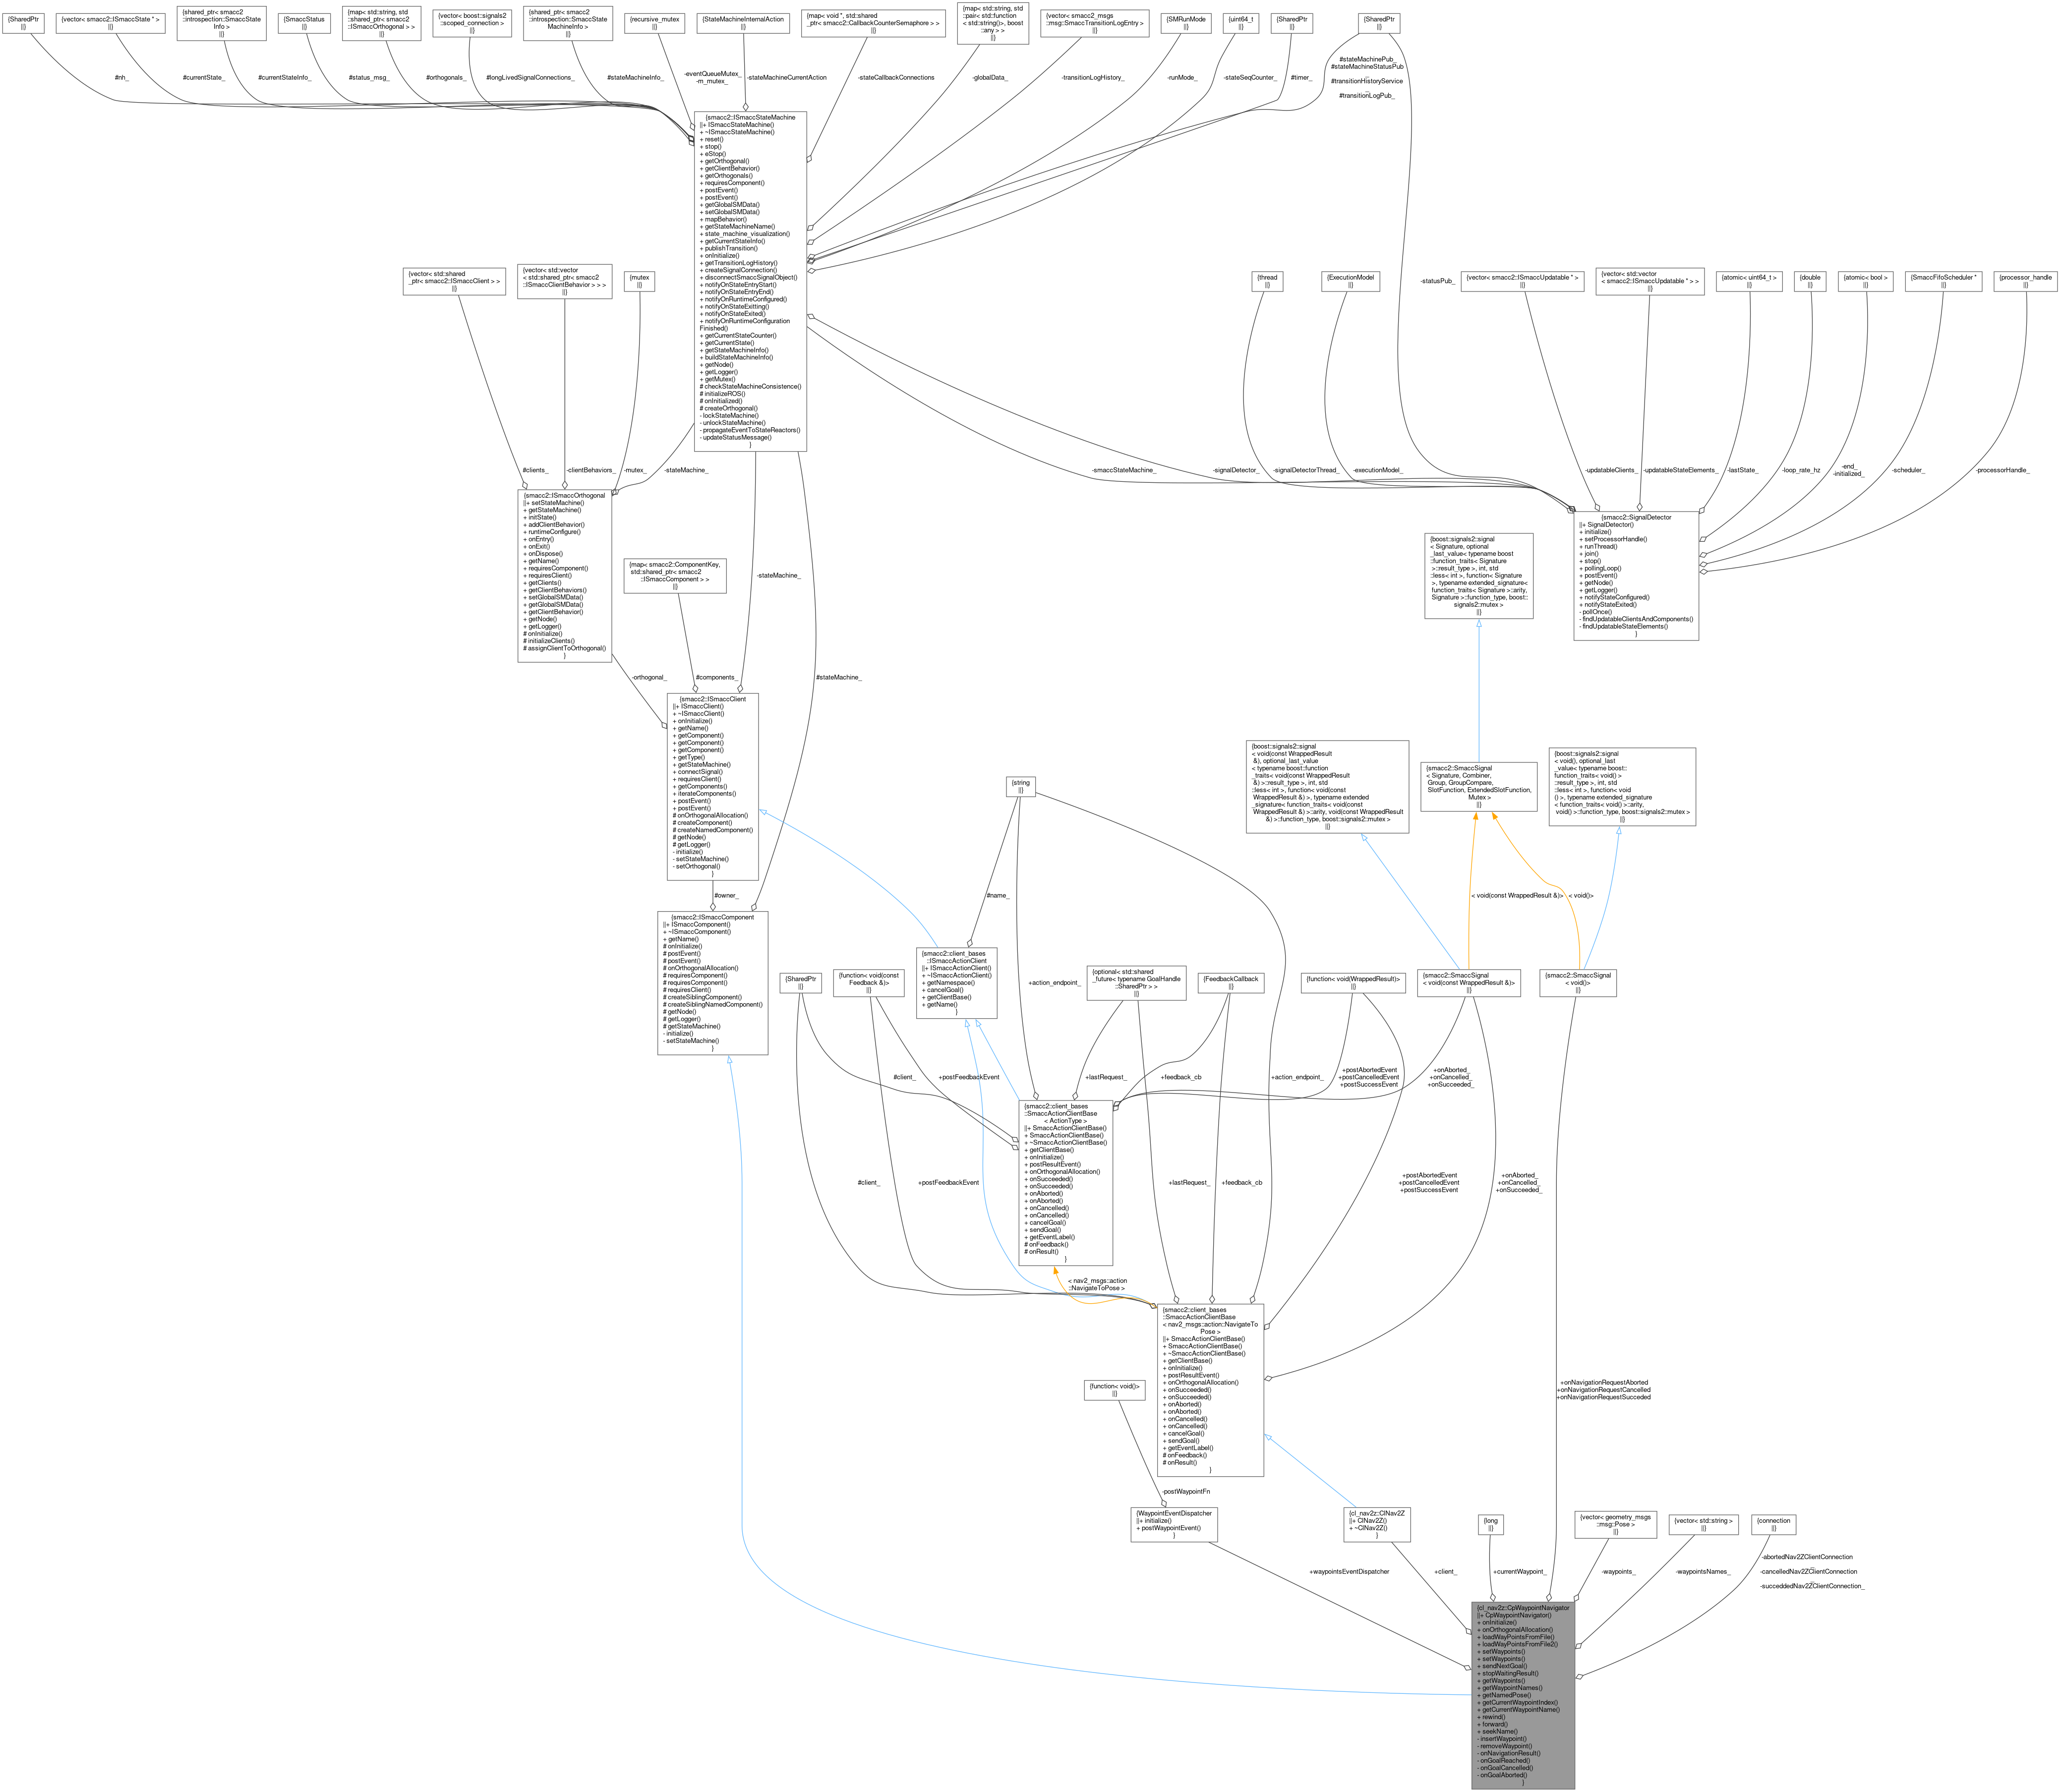 {SharedPtr
||}
{vector< smacc2::ISmaccState * >
||}
{shared_ptr< smacc2
::introspection::SmaccState
Info >
||}
{SmaccStatus
||}
{map< std::string, std
::shared_ptr< smacc2
::ISmaccOrthogonal > >
||}
{vector< boost::signals2
::scoped_connection >
||}
{shared_ptr< smacc2
::introspection::SmaccState
MachineInfo >
||}
{recursive_mutex
||}
{StateMachineInternalAction
||}
{map< void *, std::shared
_ptr< smacc2::CallbackCounterSemaphore > >
||}
{map< std::string, std
::pair< std::function
< std::string()>, boost
::any > >
||}
{vector< smacc2_msgs
::msg::SmaccTransitionLogEntry >
||}
{SMRunMode
||}
{uint64_t
||}
{SharedPtr
||}
{SharedPtr
||}
#nh_
#currentState_
#currentStateInfo_
#status_msg_
#orthogonals_
#longLivedSignalConnections_
#stateMachineInfo_
-eventQueueMutex_
-m_mutex_
-stateMachineCurrentAction
-stateCallbackConnections
-globalData_
-transitionLogHistory_
-runMode_
-stateSeqCounter_
#timer_
#stateMachinePub_
#stateMachineStatusPub
_
#transitionHistoryService
_
#transitionLogPub_
{smacc2::ISmaccStateMachine
||+ ISmaccStateMachine()
+ ~ISmaccStateMachine()
+ reset()
+ stop()
+ eStop()
+ getOrthogonal()
+ getClientBehavior()
+ getOrthogonals()
+ requiresComponent()
+ postEvent()
+ postEvent()
+ getGlobalSMData()
+ setGlobalSMData()
+ mapBehavior()
+ getStateMachineName()
+ state_machine_visualization()
+ getCurrentStateInfo()
+ publishTransition()
+ onInitialize()
+ getTransitionLogHistory()
+ createSignalConnection()
+ disconnectSmaccSignalObject()
+ notifyOnStateEntryStart()
+ notifyOnStateEntryEnd()
+ notifyOnRuntimeConfigured()
+ notifyOnStateExitting()
+ notifyOnStateExited()
+ notifyOnRuntimeConfiguration
Finished()
+ getCurrentStateCounter()
+ getCurrentState()
+ getStateMachineInfo()
+ buildStateMachineInfo()
+ getNode()
+ getLogger()
+ getMutex()
# checkStateMachineConsistence()
# initializeROS()
# onInitialized()
# createOrthogonal()
- lockStateMachine()
- unlockStateMachine()
- propagateEventToStateReactors()
- updateStatusMessage()
}
{vector< std::shared
_ptr< smacc2::ISmaccClient > >
||}
{vector< std::vector
< std::shared_ptr< smacc2
::ISmaccClientBehavior > > >
||}
{mutex
||}
{thread
||}
{ExecutionModel
||}
-statusPub_
{vector< smacc2::ISmaccUpdatable * >
||}
{vector< std::vector
< smacc2::ISmaccUpdatable * > >
||}
{atomic< uint64_t >
||}
{double
||}
{atomic< bool >
||}
{SmaccFifoScheduler *
||}
{processor_handle
||}
#clients_
-clientBehaviors_
-mutex_
-stateMachine_
-smaccStateMachine_
-signalDetector_
-signalDetectorThread_
-executionModel_
-updatableClients_
-updatableStateElements_
-lastState_
-loop_rate_hz
-end_
-initialized_
-scheduler_
-processorHandle_
{smacc2::ISmaccOrthogonal
||+ setStateMachine()
+ getStateMachine()
+ initState()
+ addClientBehavior()
+ runtimeConfigure()
+ onEntry()
+ onExit()
+ onDispose()
+ getName()
+ requiresComponent()
+ requiresClient()
+ getClients()
+ getClientBehaviors()
+ setGlobalSMData()
+ getGlobalSMData()
+ getClientBehavior()
+ getNode()
+ getLogger()
# onInitialize()
# initializeClients()
# assignClientToOrthogonal()
}
{smacc2::SignalDetector
||+ SignalDetector()
+ initialize()
+ setProcessorHandle()
+ runThread()
+ join()
+ stop()
+ pollingLoop()
+ postEvent()
+ getNode()
+ getLogger()
+ notifyStateConfigured()
+ notifyStateExited()
- pollOnce()
- findUpdatableClientsAndComponents()
- findUpdatableStateElements()
}
{map< smacc2::ComponentKey,
std::shared_ptr< smacc2
::ISmaccComponent > >
||}
-stateMachine_
{boost::signals2::signal
< Signature, optional
_last_value< typename boost
::function_traits< Signature
>::result_type >, int, std
::less< int >, function< Signature
>, typename extended_signature<
function_traits< Signature >::arity,
Signature >::function_type, boost::
signals2::mutex >
||}
-orthogonal_
#components_
#stateMachine_
{smacc2::ISmaccClient
||+ ISmaccClient()
+ ~ISmaccClient()
+ onInitialize()
+ getName()
+ getComponent()
+ getComponent()
+ getComponent()
+ getType()
+ getStateMachine()
+ connectSignal()
+ requiresClient()
+ getComponents()
+ iterateComponents()
+ postEvent()
+ postEvent()
# onOrthogonalAllocation()
# createComponent()
# createNamedComponent()
# getNode()
# getLogger()
- initialize()
- setStateMachine()
- setOrthogonal()
}
{string
||}
{boost::signals2::signal
< void(const WrappedResult
&), optional_last_value
< typename boost::function
_traits< void(const WrappedResult
&) >::result_type >, int, std
::less< int >, function< void(const
WrappedResult &) >, typename extended
_signature< function_traits< void(const
WrappedResult &) >::arity, void(const WrappedResult
&) >::function_type, boost::signals2::mutex >
||}
{smacc2::SmaccSignal
< Signature, Combiner,
Group, GroupCompare,
SlotFunction, ExtendedSlotFunction,
Mutex >
||}
{boost::signals2::signal
< void(), optional_last
_value< typename boost::
function_traits< void() >
::result_type >, int, std
::less< int >, function< void
() >, typename extended_signature
< function_traits< void() >::arity,
void() >::function_type, boost::signals2::mutex >
||}
#owner_
#name_
< void(const WrappedResult &)>
< void()>
{smacc2::ISmaccComponent
||+ ISmaccComponent()
+ ~ISmaccComponent()
+ getName()
# onInitialize()
# postEvent()
# postEvent()
# onOrthogonalAllocation()
# requiresComponent()
# requiresComponent()
# requiresClient()
# createSiblingComponent()
# createSiblingNamedComponent()
# getNode()
# getLogger()
# getStateMachine()
- initialize()
- setStateMachine()
}
{SharedPtr
||}
{function< void(const
Feedback &)>
||}
{smacc2::client_bases
::ISmaccActionClient
||+ ISmaccActionClient()
+ ~ISmaccActionClient()
+ getNamespace()
+ cancelGoal()
+ getClientBase()
+ getName()
}
+action_endpoint_
{optional< std::shared
_future< typename GoalHandle
::SharedPtr > >
||}
{FeedbackCallback
||}
{function< void(WrappedResult)>
||}
{smacc2::SmaccSignal
< void(const WrappedResult &)>
||}
{smacc2::SmaccSignal
< void()>
||}
#client_
+postFeedbackEvent
+lastRequest_
+feedback_cb
+action_endpoint_
+postAbortedEvent
+postCancelledEvent
+postSuccessEvent
+onAborted_
+onCancelled_
+onSucceeded_
{smacc2::client_bases
::SmaccActionClientBase
< ActionType >
||+ SmaccActionClientBase()
+ SmaccActionClientBase()
+ ~SmaccActionClientBase()
+ getClientBase()
+ onInitialize()
+ postResultEvent()
+ onOrthogonalAllocation()
+ onSucceeded()
+ onSucceeded()
+ onAborted()
+ onAborted()
+ onCancelled()
+ onCancelled()
+ cancelGoal()
+ sendGoal()
+ getEventLabel()
# onFeedback()
# onResult()
}
#client_
+postFeedbackEvent
+lastRequest_
+feedback_cb
+postAbortedEvent
+postCancelledEvent
+postSuccessEvent
+onAborted_
+onCancelled_
+onSucceeded_
< nav2_msgs::action
::NavigateToPose >
{smacc2::client_bases
::SmaccActionClientBase
< nav2_msgs::action::NavigateTo
Pose >
||+ SmaccActionClientBase()
+ SmaccActionClientBase()
+ ~SmaccActionClientBase()
+ getClientBase()
+ onInitialize()
+ postResultEvent()
+ onOrthogonalAllocation()
+ onSucceeded()
+ onSucceeded()
+ onAborted()
+ onAborted()
+ onCancelled()
+ onCancelled()
+ cancelGoal()
+ sendGoal()
+ getEventLabel()
# onFeedback()
# onResult()
}
{function< void()>
||}
+onNavigationRequestAborted
+onNavigationRequestCancelled
+onNavigationRequestSucceded
-postWaypointFn
{WaypointEventDispatcher
||+ initialize()
+ postWaypointEvent()
}
{cl_nav2z::ClNav2Z
||+ ClNav2Z()
+ ~ClNav2Z()
}
{long
||}
{vector< geometry_msgs
::msg::Pose >
||}
{vector< std::string >
||}
{connection
||}
+waypointsEventDispatcher
+client_
+currentWaypoint_
-waypoints_
-waypointsNames_
-abortedNav2ZClientConnection
_
-cancelledNav2ZClientConnection
_
-succeddedNav2ZClientConnection_
{cl_nav2z::CpWaypointNavigator
||+ CpWaypointNavigator()
+ onInitialize()
+ onOrthogonalAllocation()
+ loadWayPointsFromFile()
+ loadWayPointsFromFile2()
+ setWaypoints()
+ setWaypoints()
+ sendNextGoal()
+ stopWaitingResult()
+ getWaypoints()
+ getWaypointNames()
+ getNamedPose()
+ getCurrentWaypointIndex()
+ getCurrentWaypointName()
+ rewind()
+ forward()
+ seekName()
- insertWaypoint()
- removeWaypoint()
- onNavigationResult()
- onGoalReached()
- onGoalCancelled()
- onGoalAborted()
}